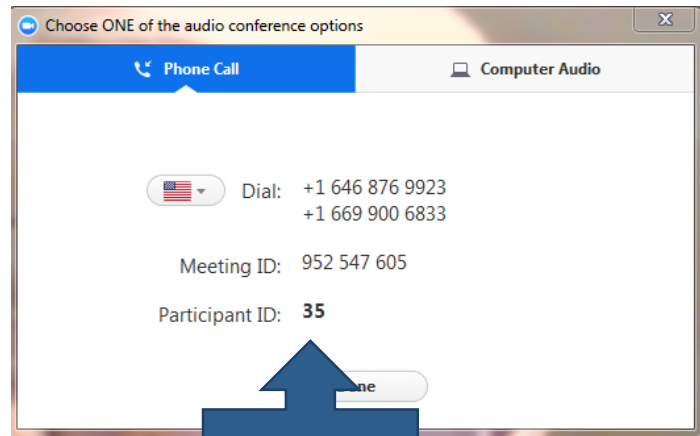 Choose ONE of the audio conference options
Phone Call
Computer Audio
Dial: +1 646 876 9923
+1 669 900 6833
Meeting ID: 952 547 605
Participant ID: 35